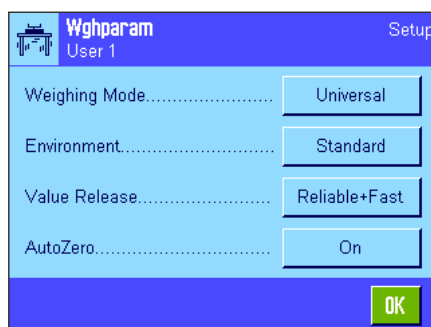 Wghparam Setup
User 1
Weighing Mode........................ Universal
Environment............................ Standard
Value Release......................... Reliable+Fast
AutoZero................................ On
OK